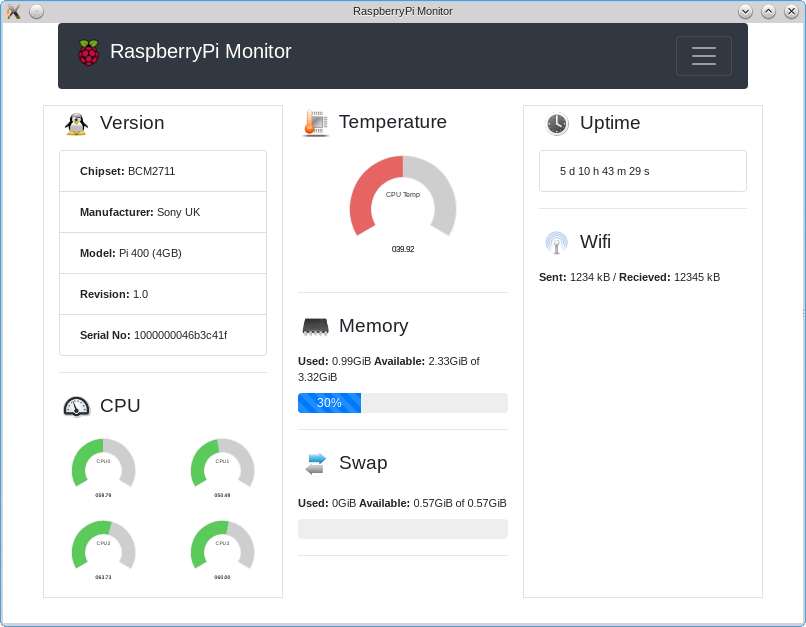 RaspberryPi Monitor
RaspberryPi Monitor
Version
Chipset: BCM2711
Manufacturer: Sony UK
Model: Pi 400 (4GB)
Revision: 1.0
Serial No: 1000000046b3c41f
CPU
CPU0
059.79
CPU1
050.49
CPU2
063.73
CPU3
060.00
Temperature
CPU Temp
039.92
Memory
Used: 0.99GiB Available: 2.33GiB of
3.32GiB
30%
Swap
Used: 0GiB Available: 0.57GiB of 0.57GiB
Uptime
5 d 10 h 43 m 29 s
Wifi
Sent: 1234 kB / Recieved: 12345 kB